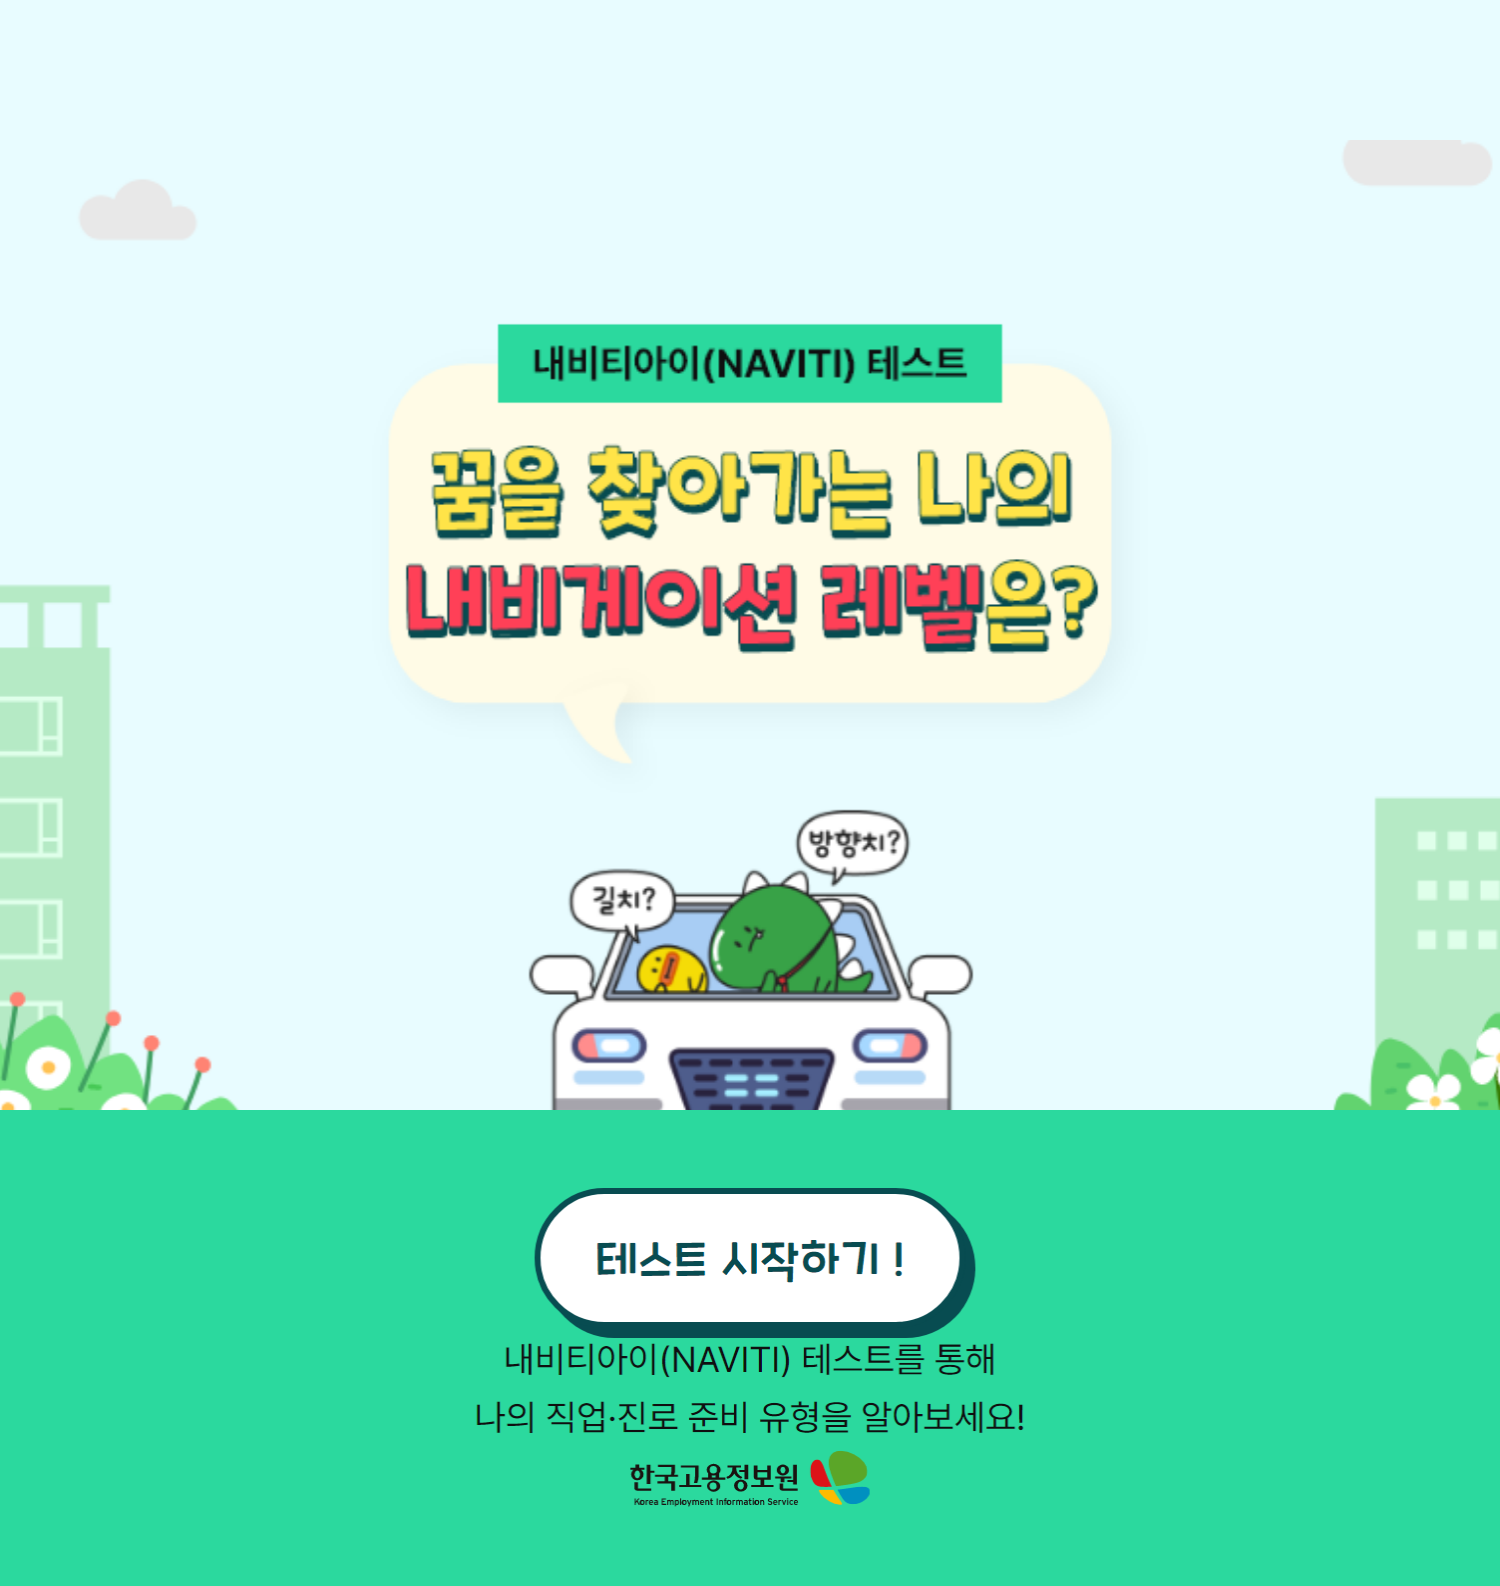 내비티아이(NAVITI) 테스트
꿈을 찾아가는 나의
내비게이션 레벨은?
방향치?
길치?
테스트 시작하기 !
내비티아이(NAVITI) 테스트를 통해
나의 직업·진로 준비 유형을 알아보세요!
한국고용정보원
Korea Employment Information Service